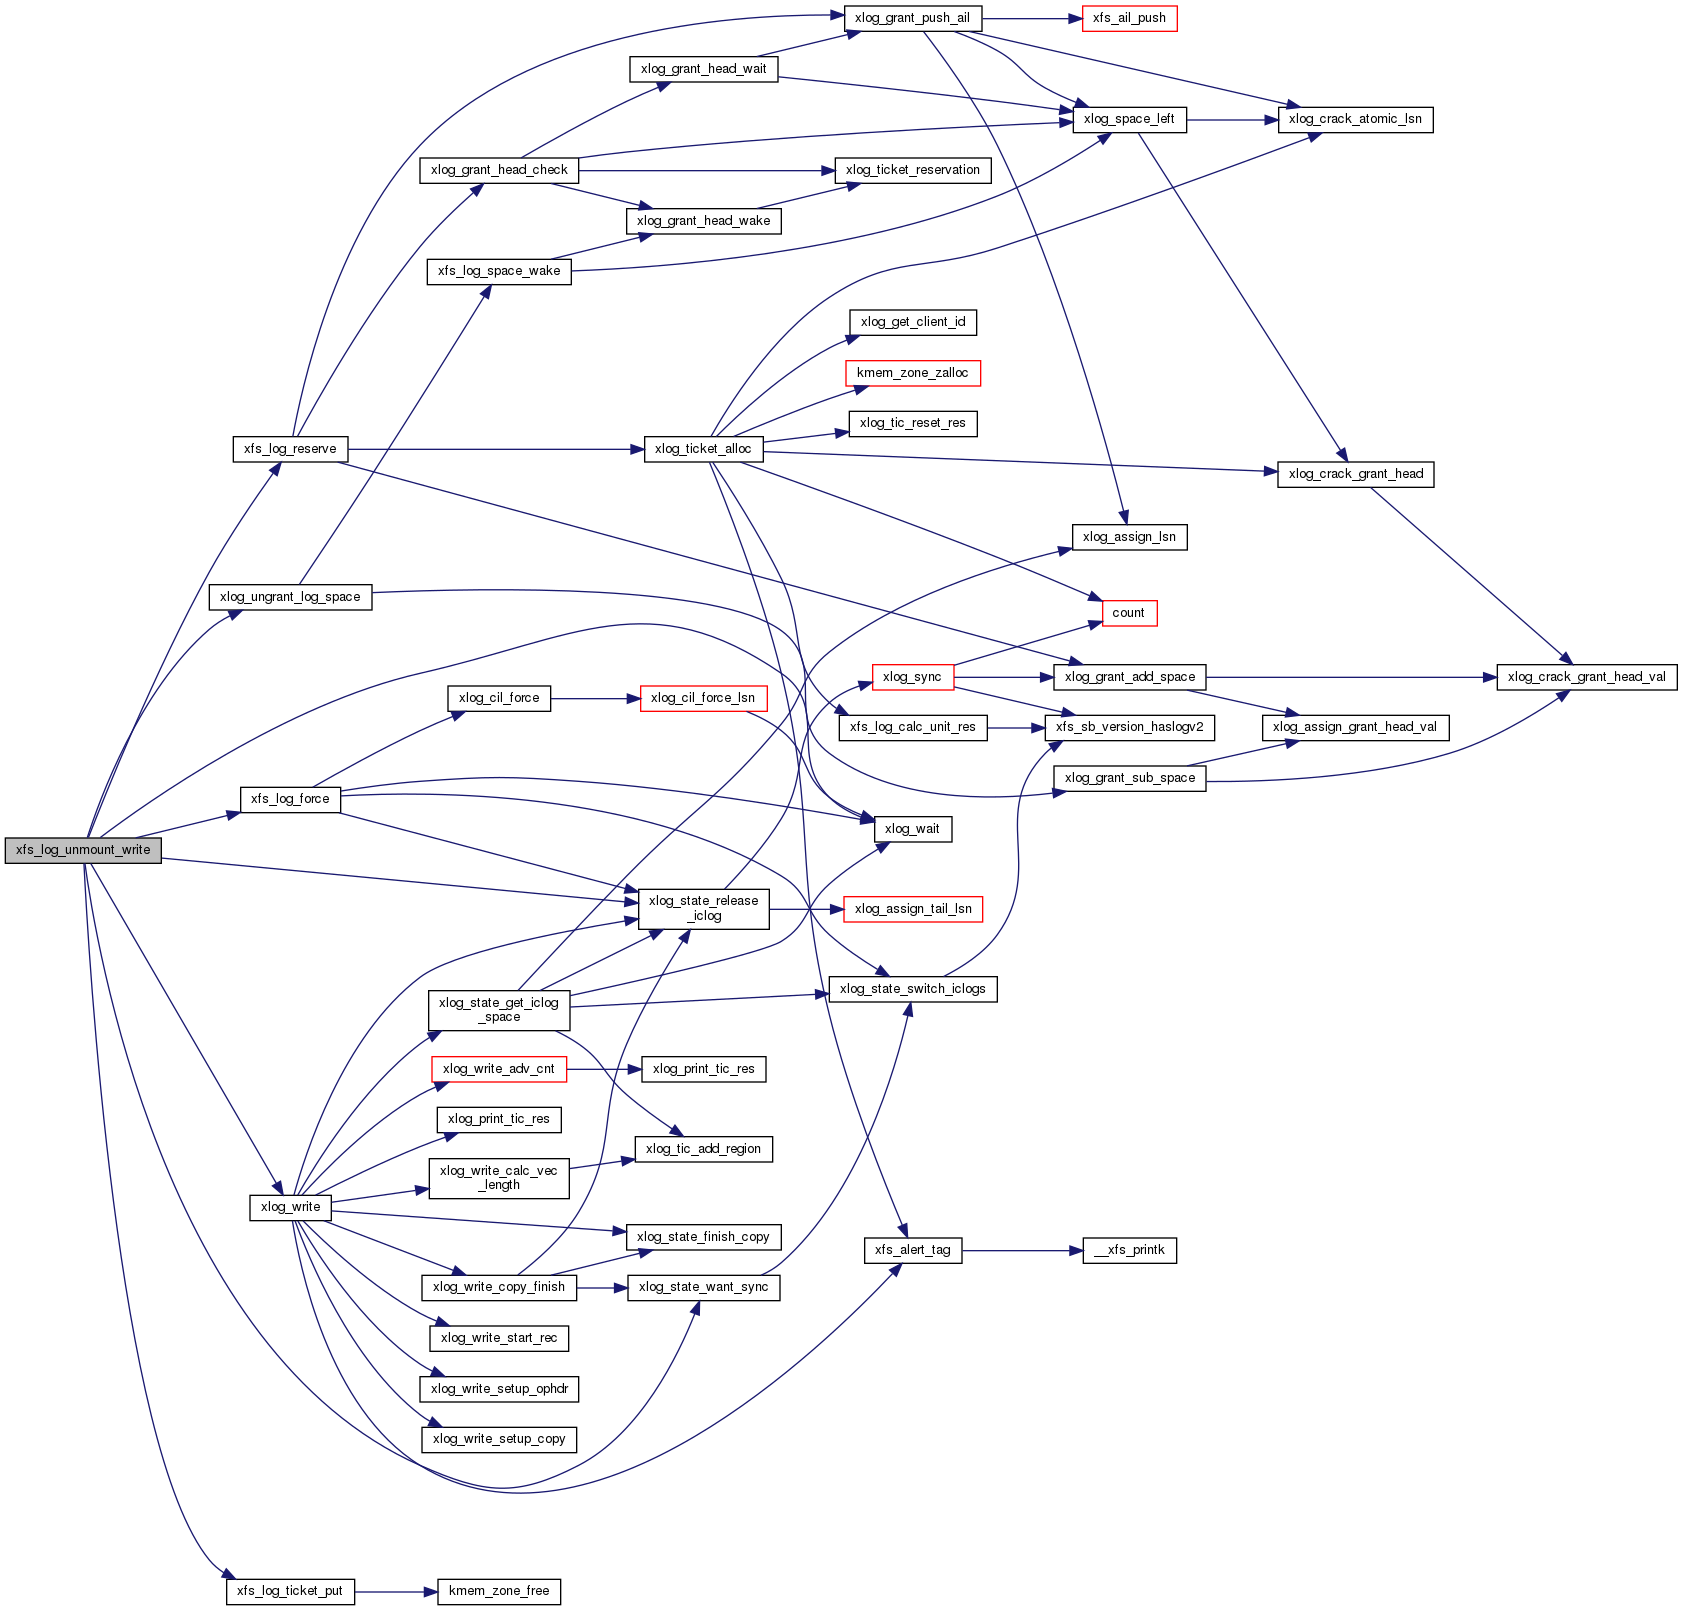 xlog_grant_push_ail
xfs_ail_push
xlog_grant_head_wait
xlog_space_left
xlog_crack_atomic_lsn
xlog_grant_head_check
xlog_ticket_reservation
xlog_grant_head_wake
xfs_log_space_wake
xlog_get_client_id
kmem_zone_zalloc
xlog_tic_reset_res
xfs_log_reserve
xlog_ticket_alloc
xlog_crack_grant_head
xlog_assign_lsn
xlog_ungrant_log_space
count
xlog_sync
xlog_grant_add_space
xlog_crack_grant_head_val
xlog_cil_force
xlog_cil_force_lsn
xfs_log_calc_unit_res
xfs_sb_version_haslogv2
xlog_assign_grant_head_val
xlog_grant_sub_space
xfs_log_force
xlog_wait
xfs_log_unmount_write
xlog_state_release
_iclog
xlog_assign_tail_lsn
xlog_state_switch_iclogs
xlog_state_get_iclog
_space
xlog_write_adv_cnt
xlog_print_tic_res
xlog_print_tic_res
xlog_tic_add_region
xlog_write_calc_vec
_length
xlog_write
xlog_state_finish_copy
xfs_alert_tag
__xfs_printk
xlog_write_copy_finish
xlog_state_want_sync
xlog_write_start_rec
xlog_write_setup_ophdr
xlog_write_setup_copy
xfs_log_ticket_put
kmem_zone_free